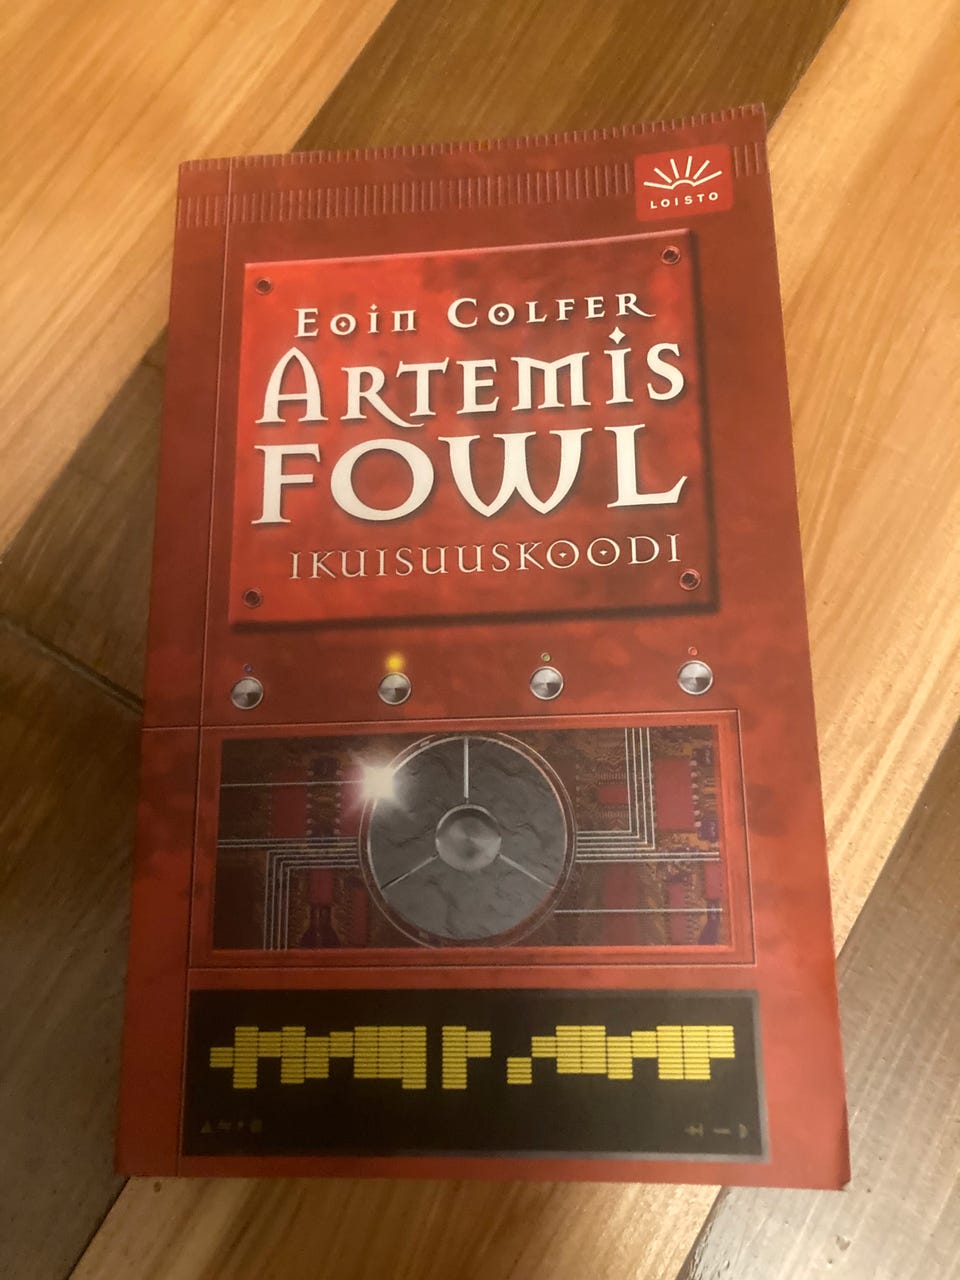 LOISTO
Eoin Colfer
Artemis
Fowl
Ikuisuuskoodi